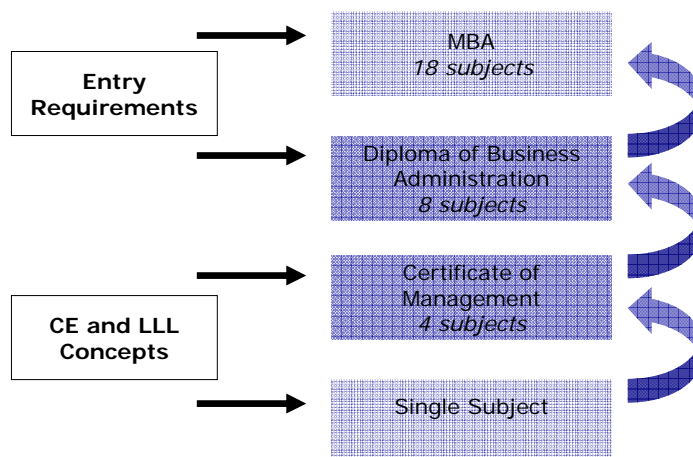 MBA
18 subjects
Entry
Requirements
Diploma of Business
Administration
8 subjects
Certificate of
Management
4 subjects
CE and LLL
Concepts
Single Subject